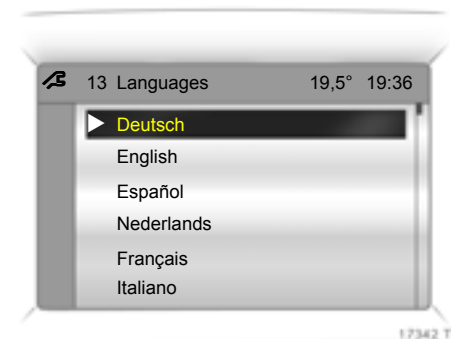 13 Languages 19,5° 19:36
Deutsch
English
Español
Nederlands
Français
Italiano
17342 T